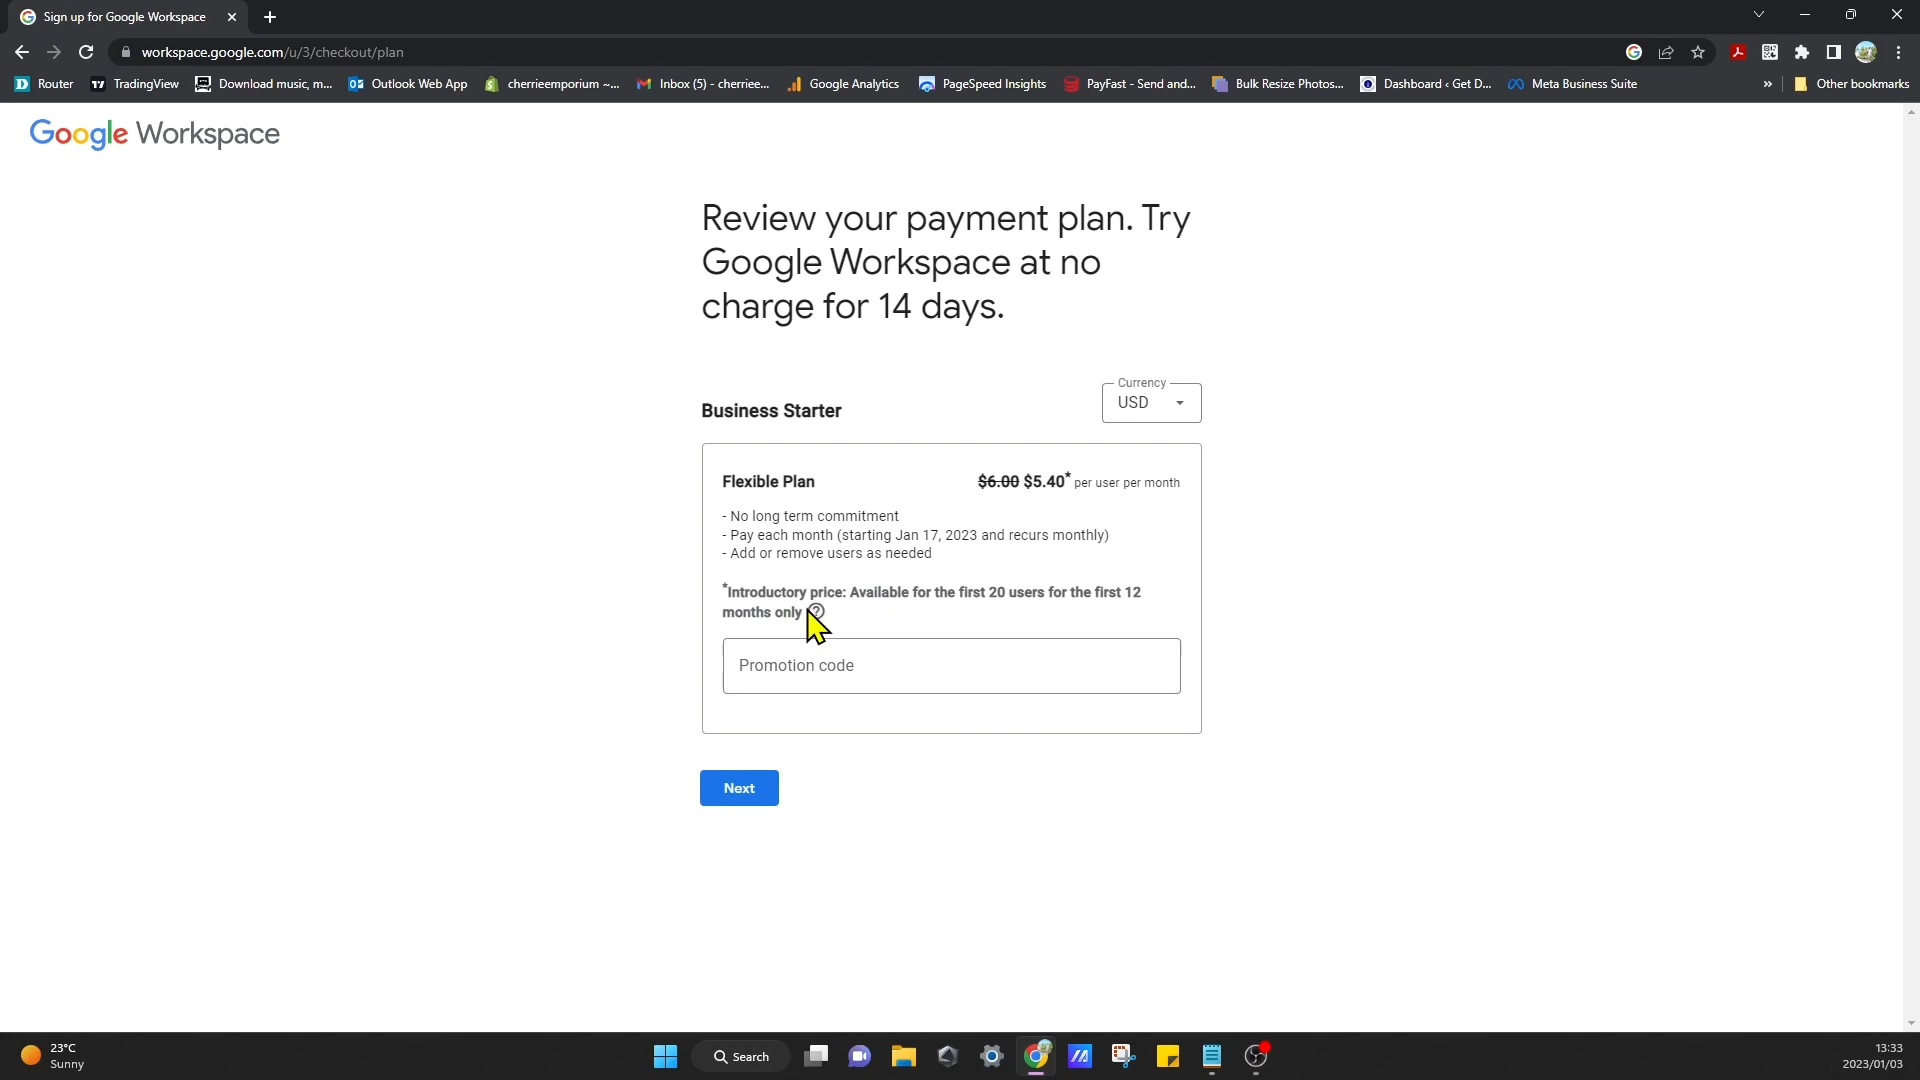 Sign up for Google Workspace
workspace.google.com/u/3/checkout/plan
Router
TradingView
Download music, m...
Outlook Web App
cherrieemporium ~...
Inbox (5) - cherriee...
Google Analytics
PageSpeed Insights
PayFast - Send and...
Bulk Resize Photos...
Dashboard ‹ Get D...
Meta Business Suite
»
Other bookmarks
Google Workspace
Review your payment plan. Try
Google Workspace at no
charge for 14 days.
Currency
Business Starter
USD
Flexible Plan
$6.00 $5.40* per user per month
- No long term commitment
- Pay each month (starting Jan 17, 2023 and recurs monthly)
- Add or remove users as needed
*Introductory price: Available for the first 20 users for the first 12
months only
Promotion code
Next
23°C
Sunny
Search
13:33
2023/01/03